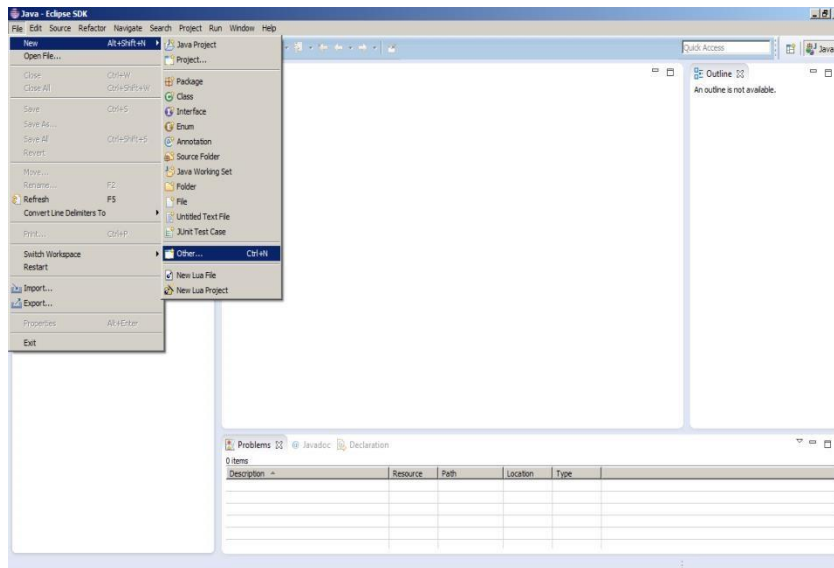 Java - Eclipse SDK
File Edit Source Refactor Navigate Search Project Run Window Help
New Alt+Shift+N
Open File...
Close Ctrl+W
Close All Ctrl+Shift+W
Save Ctrl+S
Save As...
Save All Ctrl+Shift+S
Revert
Move...
Rename... F2
Refresh F5
Convert Line Delimiters To
Print... Ctrl+P
Switch Workspace
Restart
Import...
Export...
Properties Alt+Enter
Exit
Java Project
Project...
Package
Class
Interface
Enum
Annotation
Source Folder
Java Working Set
Folder
File
Untitled Text File
JUnit Test Case
Other... Ctrl+N
New Lua File
New Lua Project
Quick Access
Java
Outline
An outline is not available.
Problems @ Javadoc Declaration
0 items
Description Resource Path Location Type